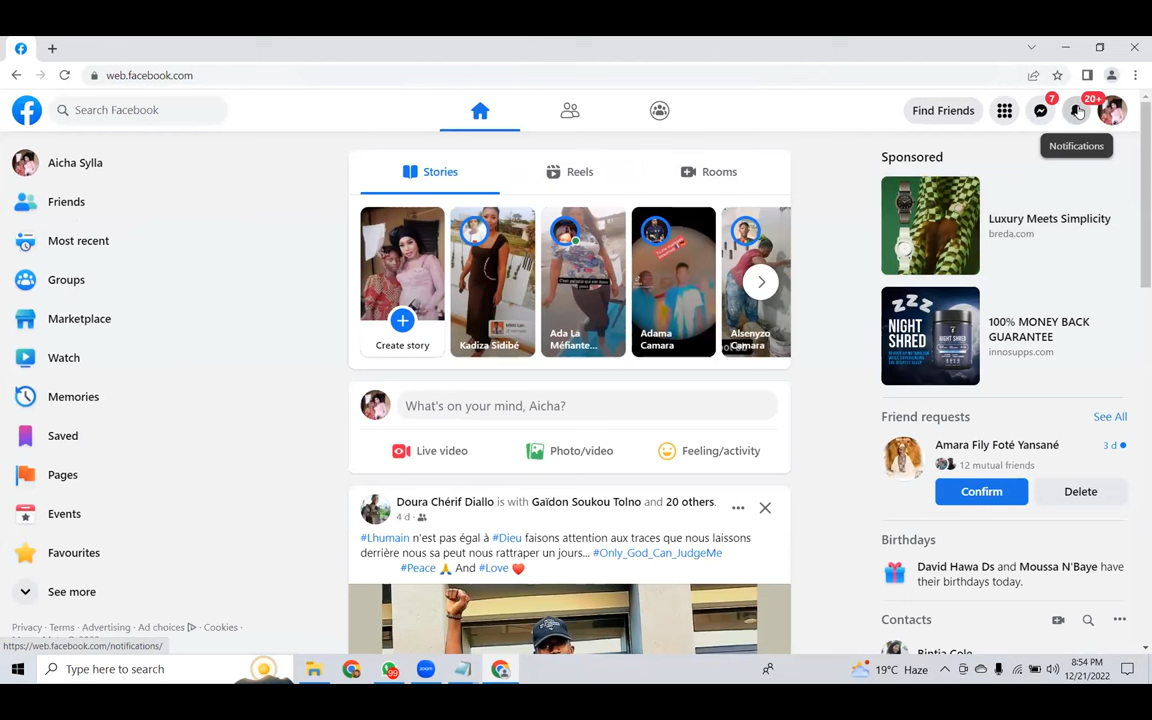 web.facebook.com
Search Facebook
Find Friends
7
20+
Notifications
Aicha Sylla
Friends
Most recent
Groups
Marketplace
Watch
Memories
Saved
Pages
Events
Favourites
See more
Privacy · Terms · Advertising · Ad choices · Cookies ·
https://web.facebook.com/notifications/
Stories
Reels
Rooms
Create story
Kadiza Sidibé
Ada La
Méfiante...
Adama
Camara
Alsenyzo
Camara
What's on your mind, Aicha?
Live video
Photo/video
Feeling/activity
Doura Chérif Diallo is with Gaïdon Soukou Tolno and 20 others.
4 d ·
#Lhumain n'est pas égal à #Dieu faisons attention aux traces que nous laissons
derrière nous sa peut nous rattraper un jours... #Only_God_Can_JudgeMe
#Peace 🙏 And #Love ❤️
Sponsored
Luxury Meets Simplicity
breda.com
NIGHT
SHRED
NIGHT
SHRED
100% MONEY BACK
GUARANTEE
innosupps.com
Friend requests
See All
Amara Fily Foté Yansané
3 d
12 mutual friends
Confirm
Delete
Birthdays
David Hawa Ds and Moussa N'Baye have
their birthdays today.
Contacts
Type here to search
99
zoom
19°C Haze
8:54 PM
12/21/2022